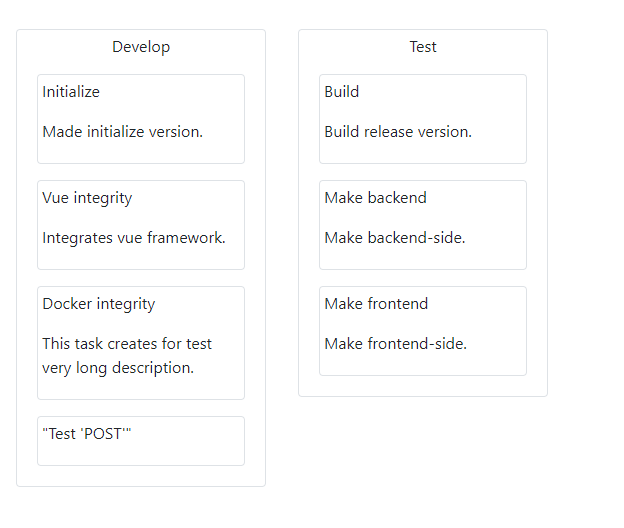 Develop
Initialize
Made initialize version.
Vue integrity
Integrates vue framework.
Docker integrity
This task creates for test
very long description.
"Test 'POST'"
Test
Build
Build release version.
Make backend
Make backend-side.
Make frontend
Make frontend-side.